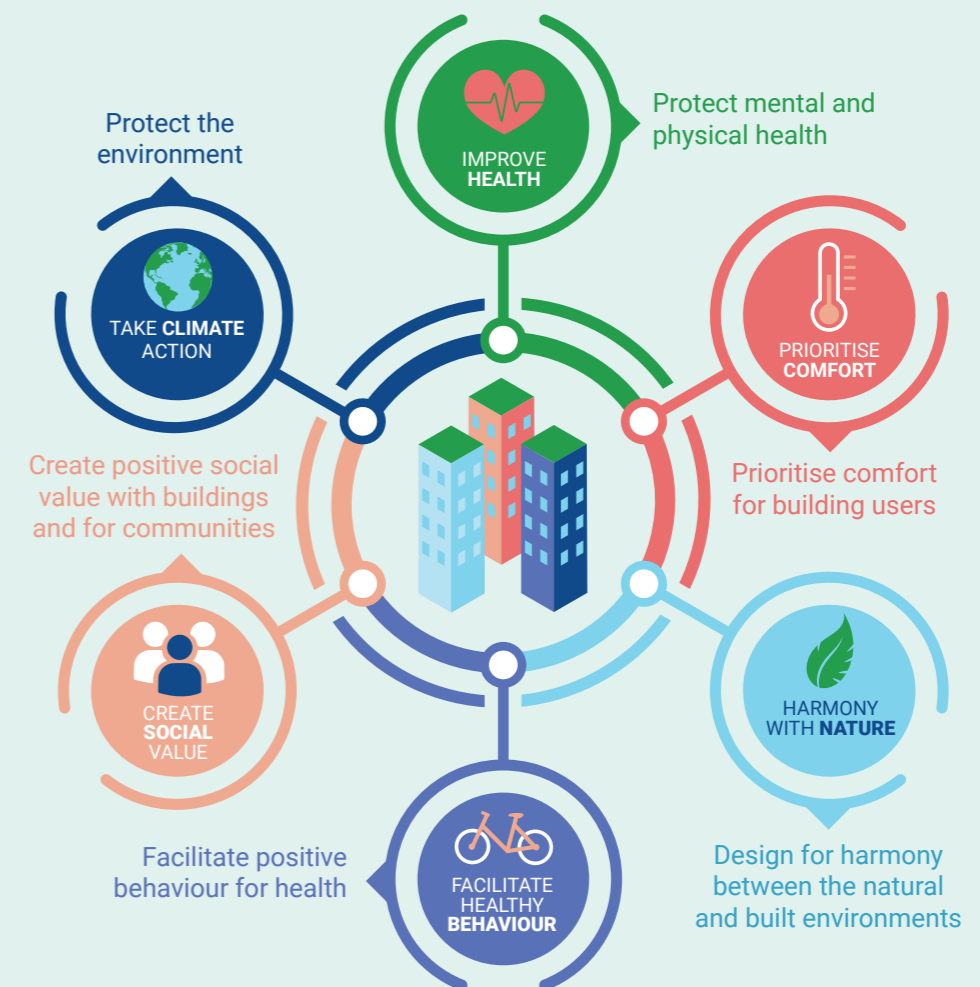 IMPROVE
HEALTH
Protect mental and
physical health
Protect the
environment
TAKE CLIMATE
ACTION
PRIORITISE
COMFORT
Prioritise comfort
for building users
Create positive social
value with buildings
and for communities
CREATE
SOCIAL
VALUE
HARMONY
WITH NATURE
Design for harmony
between the natural
and built environments
Facilitate positive
behaviour for health
FACILITATE
HEALTHY
BEHAVIOUR